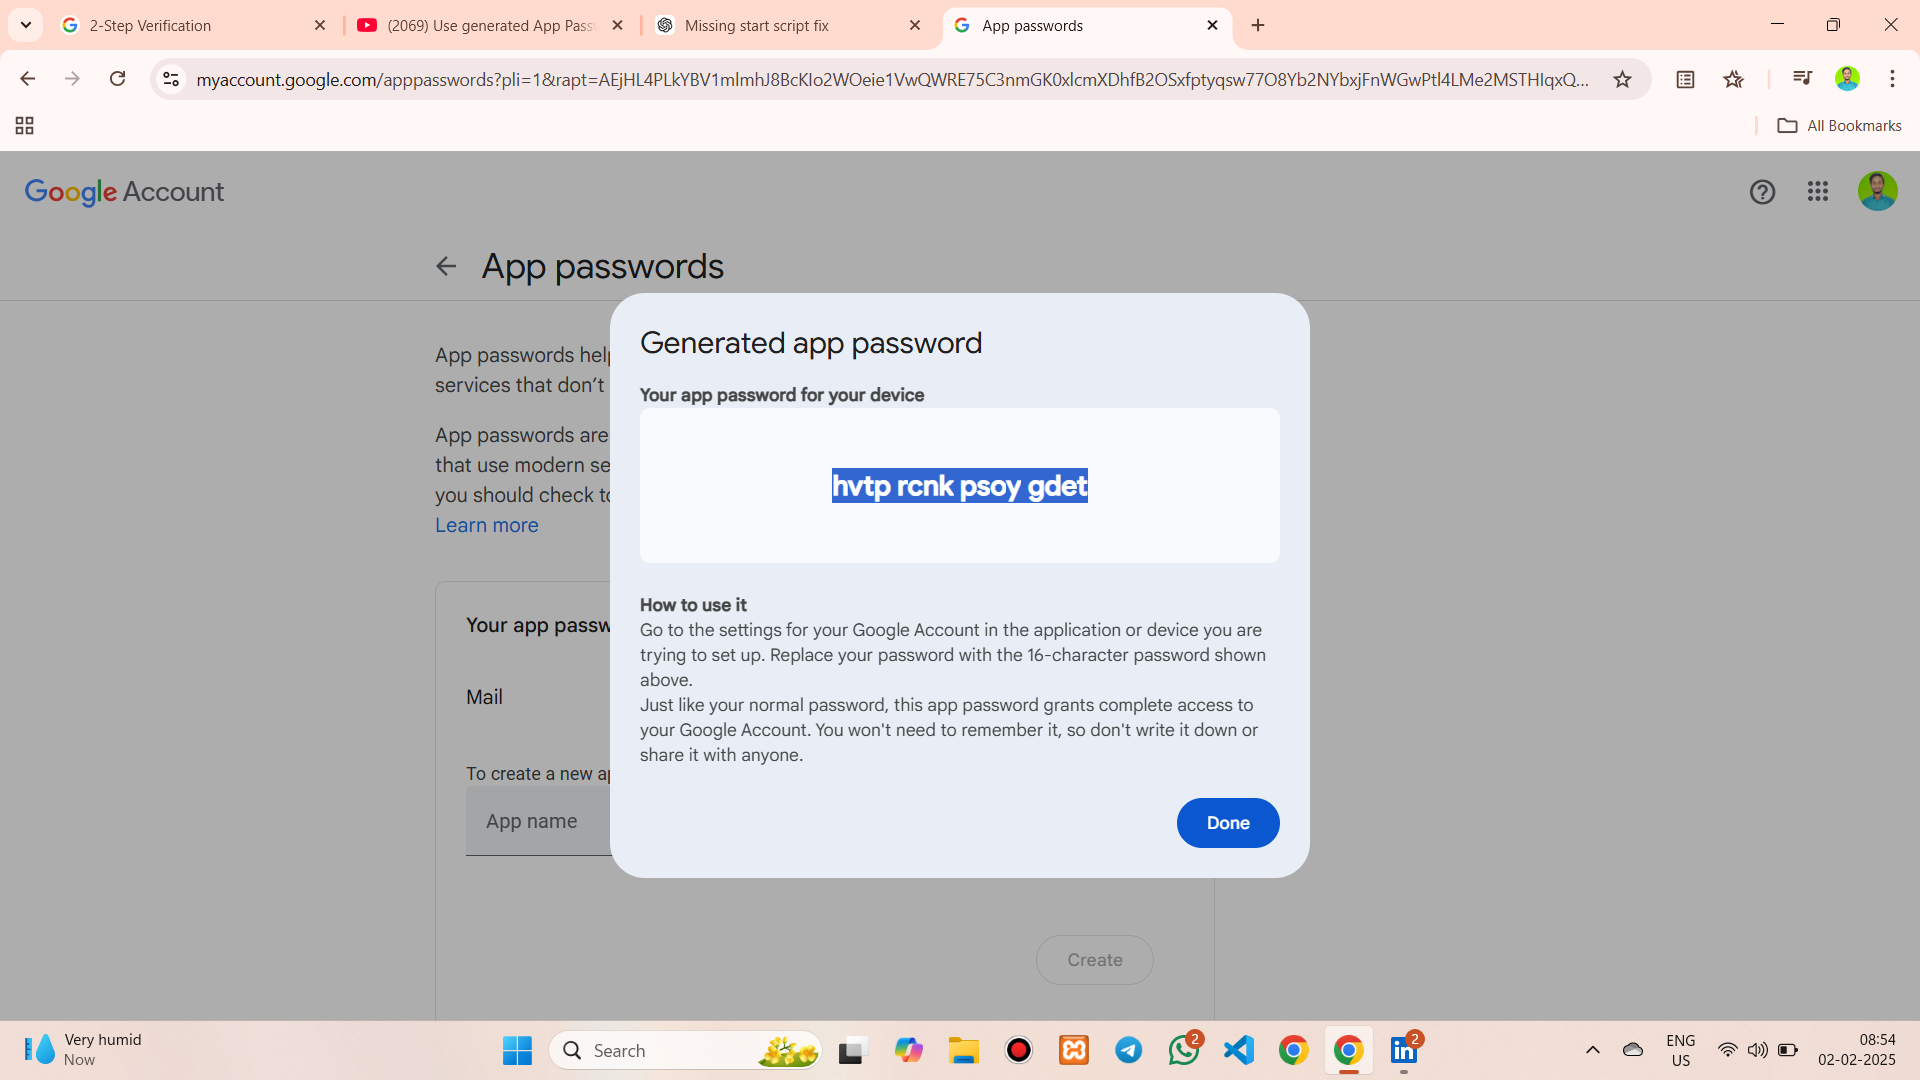 2-Step Verification
(2069) Use generated App Pass
Missing start script fix
App passwords
myaccount.google.com/apppasswords?pli=1&rapt=AEjHL4PLkYBV1mlmhJ8BcKIo2WOeie1VwQWRE75C3nmGK0xlcmXDhfB2OSxfptyqsw77O8Yb2NYbxjFnWGwPtl4LMe2MSTHIqxQ...
All Bookmarks
Google Account
App passwords
App passwords help
services that don't
App passwords are
that use modern se
you should check to
Learn more
Your app passw
Mail
To create a new ap
App name
Create
Generated app password
Your app password for your device
hvtp rcnk psoy gdet
How to use it
Go to the settings for your Google Account in the application or device you are
trying to set up. Replace your password with the 16-character password shown
above.
Just like your normal password, this app password grants complete access to
your Google Account. You won't need to remember it, so don't write it down or
share it with anyone.
Done
Very humid
Now
Search
2
2
ENG
US
08:54
02-02-2025